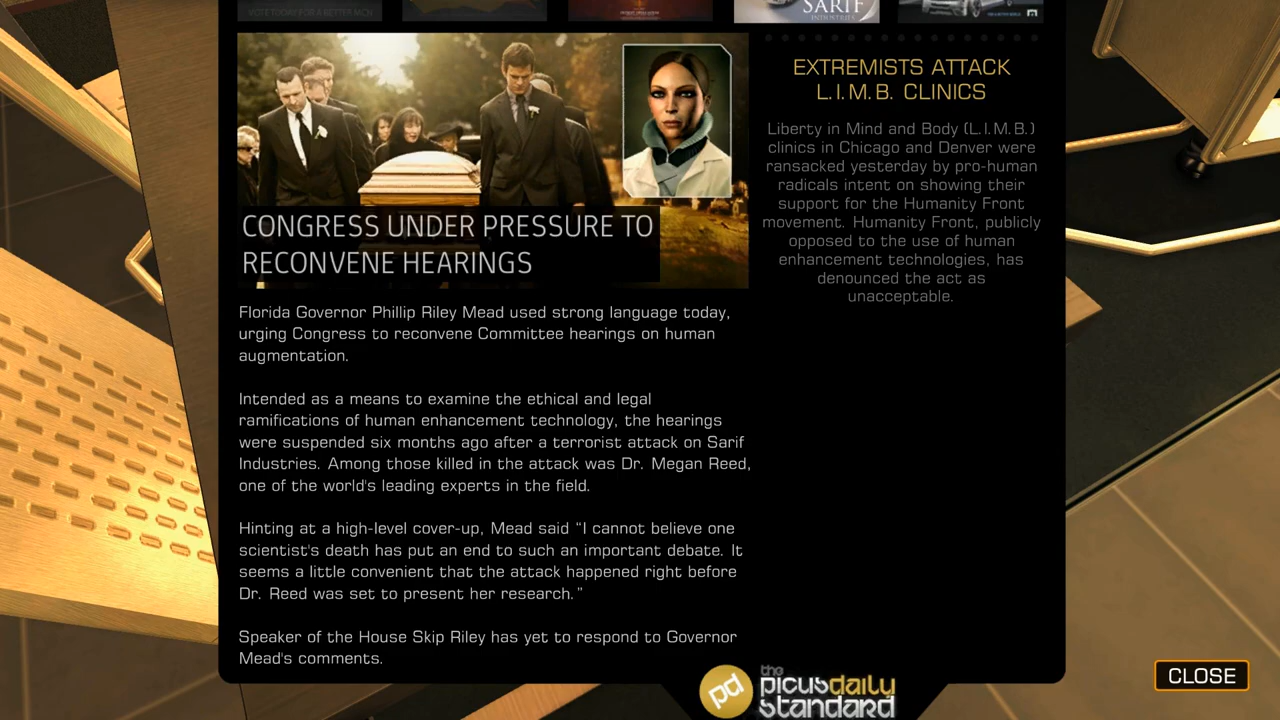 VOTE TODAY FOR A BETTER MCN
SARIF
INDUSTRIES
CONGRESS UNDER PRESSURE TO
RECONVENE HEARINGS
Florida Governor Phillip Riley Mead used strong language today,
urging Congress to reconvene Committee hearings on human
augmentation.
Intended as a means to examine the ethical and legal
ramifications of human enhancement technology, the hearings
were suspended six months ago after a terrorist attack on Sarif
Industries. Among those killed in the attack was Dr. Megan Reed,
one of the world's leading experts in the field.
Hinting at a high-level cover-up, Mead said “I cannot believe one
scientist's death has put an end to such an important debate. It
seems a little convenient that the attack happened right before
Dr. Reed was set to present her research.”
Speaker of the House Skip Riley has yet to respond to Governor
Mead's comments.
EXTREMISTS ATTACK
L.I.M.B. CLINICS
Liberty in Mind and Body (L.I.M.B.)
clinics in Chicago and Denver were
ransacked yesterday by pro-human
radicals intent on showing their
support for the Humanity Front
movement. Humanity Front, publicly
opposed to the use of human
enhancement technologies, has
denounced the act as
unacceptable.
pd
the
picusdaily
standard
CLOSE